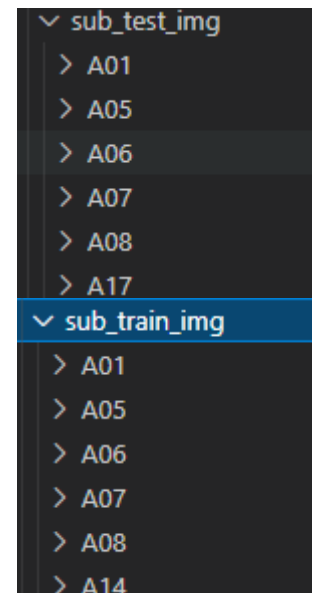 sub_test_img
A01
A05
A06
A07
A08
A17
sub_train_img
A01
A05
A06
A07
A08
A14